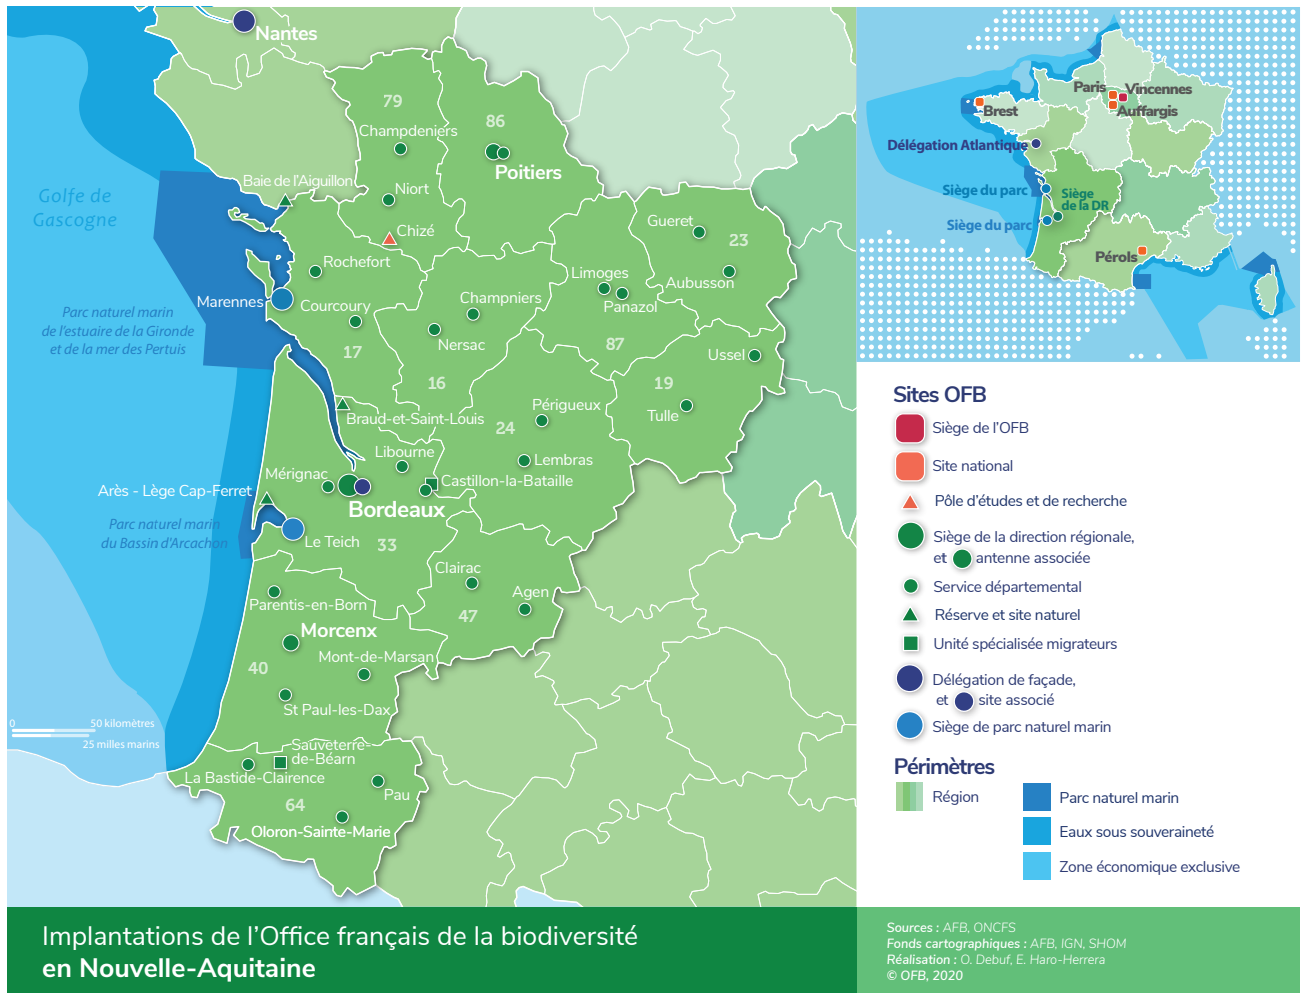 Nantes
79
Champdeniers
86
Poitiers
Baie de l'Aiguillon
Niort
Golfe de
Gascogne
Chizé
Gueret
23
Rochefort
Limoges
Aubusson
Marennes
Courcoury
Champniers
Panazol
Parc naturel marin
de l'estuaire de la Gironde
et de la mer des Pertuis
17
Nersac
87
Ussel
16
19
Périgueux
Tulle
Braud-et-Saint-Louis
24
Libourne
Lembras
Mérignac
Castillon-la-Bataille
Arès - Lège Cap-Ferret
Bordeaux
Parc naturel marin
du Bassin d'Arcachon
Le Teich
33
Clairac
Agen
Parentis-en-Born
47
Morcenx
Mont-de-Marsan
40
St Paul-les-Dax
0
50 kilomètres
25 milles marins
Sauveterre-
de-Béarn
La Bastide-Clairence
Pau
64
Oloron-Sainte-Marie
Paris
Vincennes
Auffargis
Brest
Délégation Atlantique
Siège du parc
Siège
de la DR
Siège du parc
Pérols
Sites OFB
Siège de l'OFB
Site national
Pôle d'études et de recherche
Siège de la direction régionale,
et antenne associée
Service départemental
Réserve et site naturel
Unité spécialisée migrateurs
Délégation de façade,
et site associé
Siège de parc naturel marin
Périmètres
Région
Parc naturel marin
Eaux sous souveraineté
Zone économique exclusive
Implantations de l'Office français de la biodiversité
en Nouvelle-Aquitaine
Sources : AFB, ONCFS
Fonds cartographiques : AFB, IGN, SHOM
Réalisation : O. Debuf, E. Haro-Herrera
© OFB, 2020